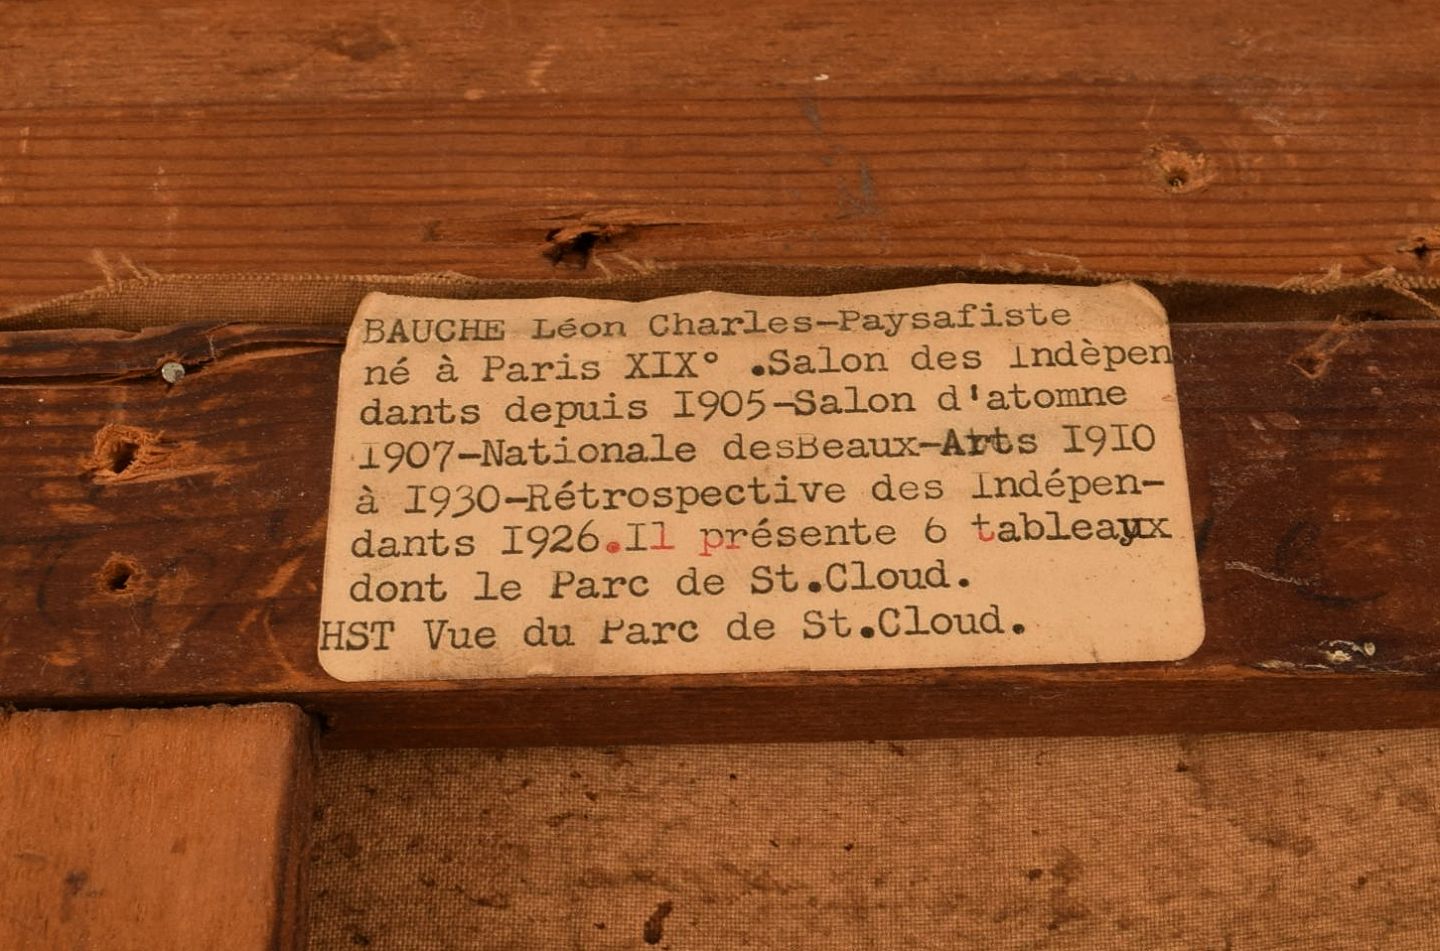 BAUCHE Léon Charles-Paysafiste
né à Paris XIX° .Salon des Indèpen
dants depuis I905-Salon d'atomne
I907-Nationale desBeaux-Arts I9IO
à I930-Rétrospective des Indépen-
dants I926.Il présente 6 tableayx
dont le Parc de St.Cloud.
HST Vue du Parc de St.Cloud.